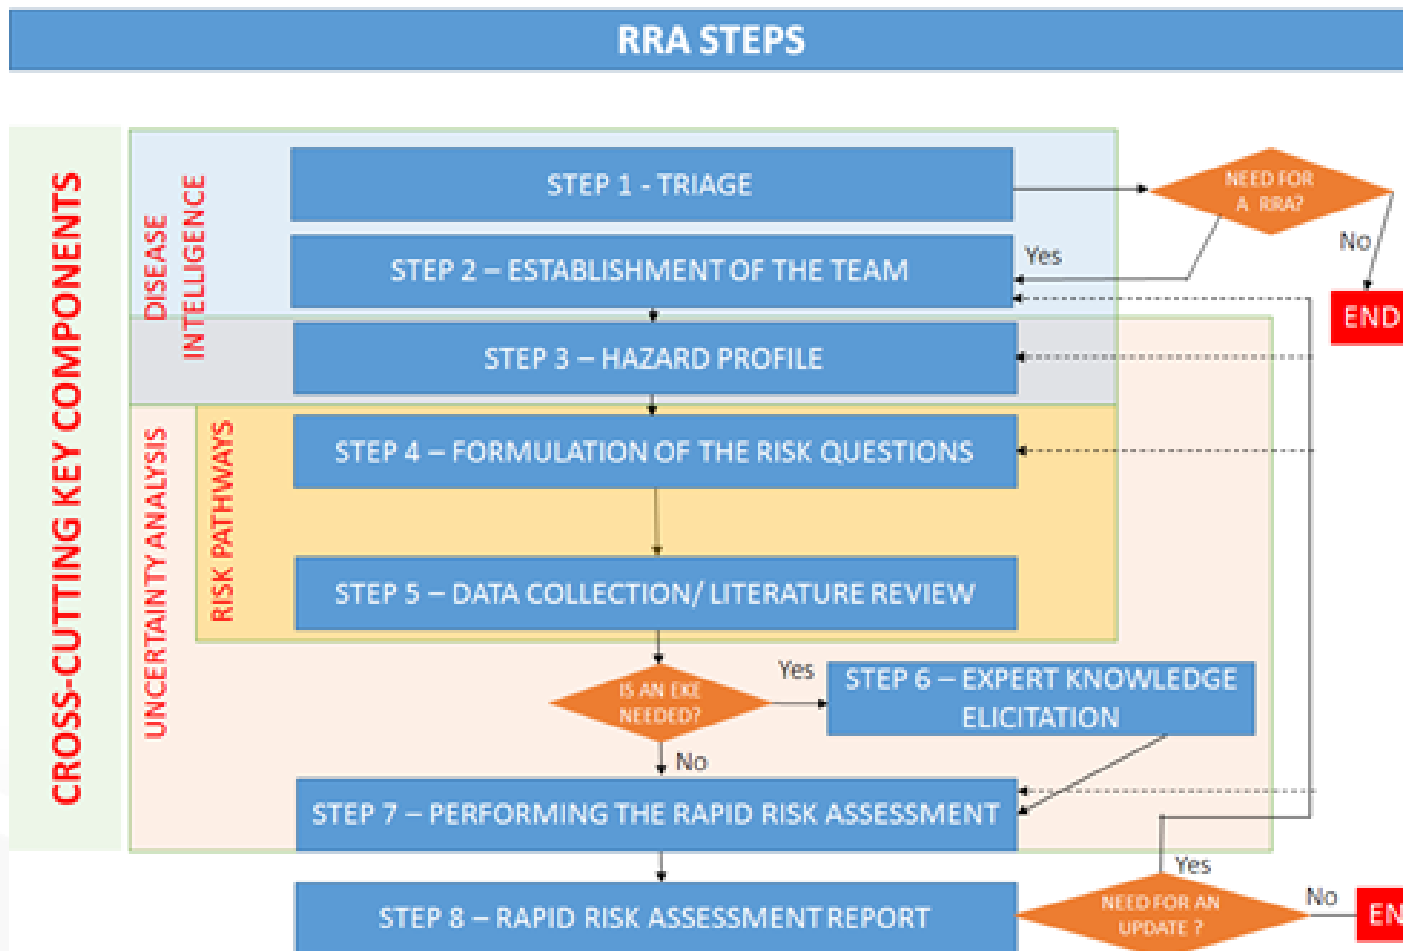 RRA STEPS
CROSS-CUTTING KEY COMPONENTS
DISEASE
INTELLIGENCE
UNCERTAINTY ANALYSIS
RISK PATHWAYS
STEP 1 - TRIAGE
NEED FOR
A RRA?
No
END
Yes
STEP 2 – ESTABLISHMENT OF THE TEAM
STEP 3 – HAZARD PROFILE
STEP 4 – FORMULATION OF THE RISK QUESTIONS
STEP 5 – DATA COLLECTION/ LITERATURE REVIEW
IS AN EKE
NEEDED?
Yes
STEP 6 – EXPERT KNOWLEDGE
ELICITATION
No
STEP 7 – PERFORMING THE RAPID RISK ASSESSMENT
STEP 8 – RAPID RISK ASSESSMENT REPORT
Yes
NEED FOR AN
UPDATE ?
No
EN